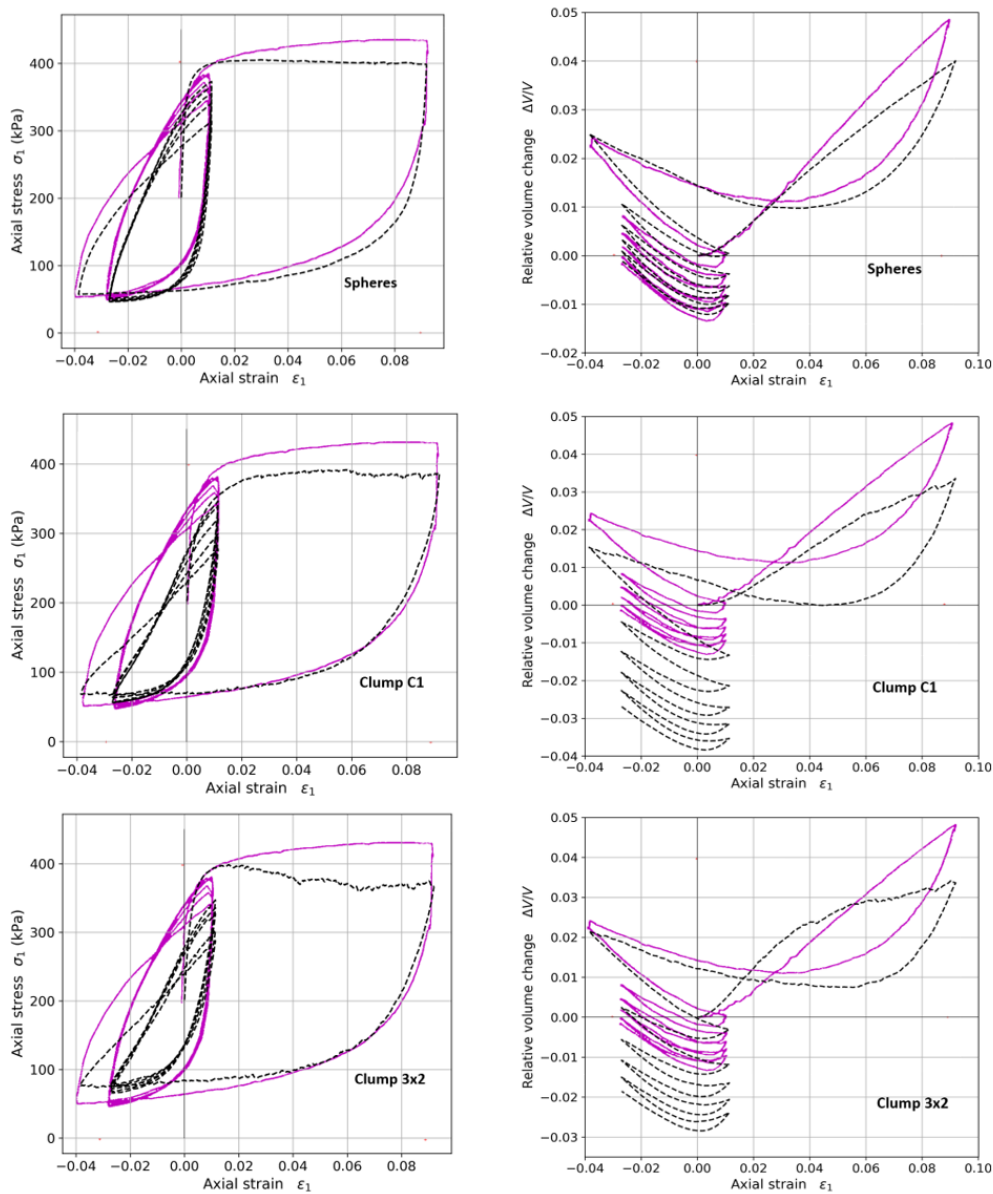 400
300
200
100
0
Axial stress σ₁ (kPa)
Spheres
−0.04 −0.02 0.00 0.02 0.04 0.06 0.08
Axial strain ε₁
0.05
0.04
0.03
0.02
0.01
0.00
−0.01
−0.02
Relative volume change ΔV/V
Spheres
−0.04 −0.02 0.00 0.02 0.04 0.06 0.08 0.10
Axial strain ε₁
400
300
200
100
0
Axial stress σ₁ (kPa)
Clump C1
−0.04 −0.02 0.00 0.02 0.04 0.06 0.08
Axial strain ε₁
0.05
0.04
0.03
0.02
0.01
0.00
−0.01
−0.02
−0.03
−0.04
Relative volume change ΔV/V
Clump C1
−0.04 −0.02 0.00 0.02 0.04 0.06 0.08 0.10
Axial strain ε₁
400
300
200
100
0
Axial stress σ₁ (kPa)
Clump 3x2
−0.04 −0.02 0.00 0.02 0.04 0.06 0.08
Axial strain ε₁
0.05
0.04
0.03
0.02
0.01
0.00
−0.01
−0.02
−0.03
Relative volume change ΔV/V
Clump 3x2
−0.04 −0.02 0.00 0.02 0.04 0.06 0.08 0.10
Axial strain ε₁